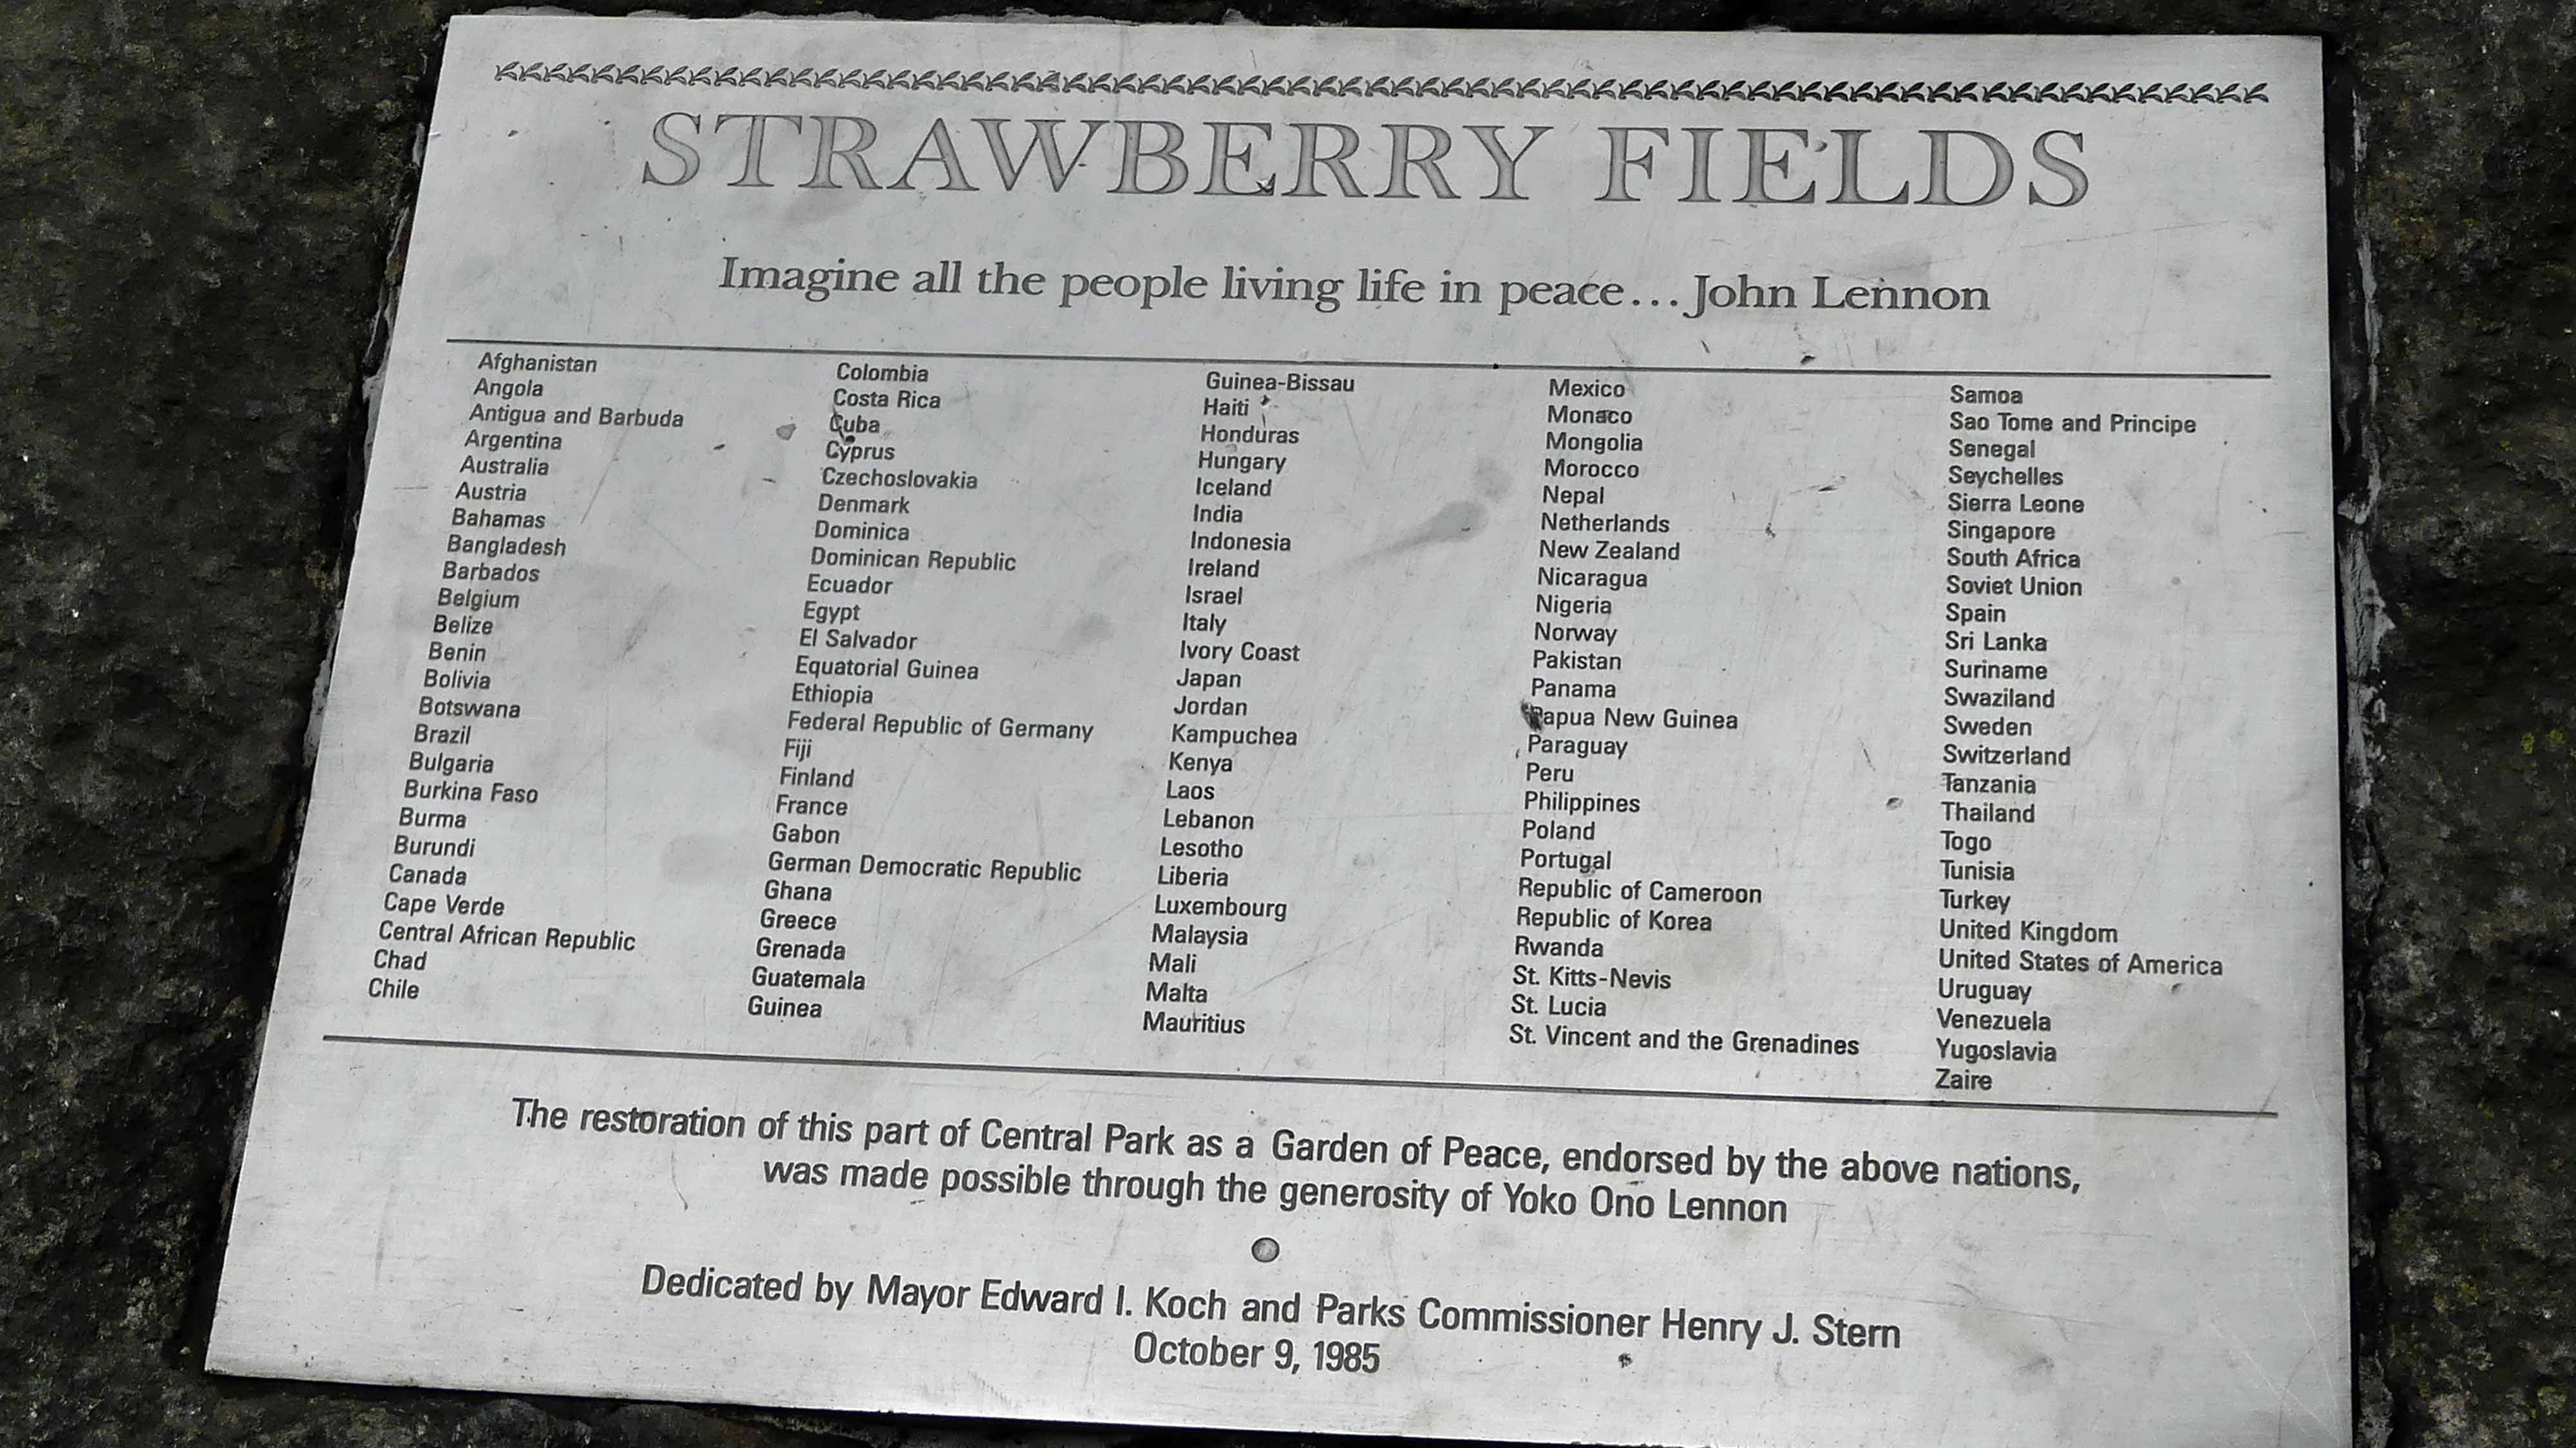 STRAWBERRY FIELDS
Imagine all the people living life in peace...John Lennon
Afghanistan
Angola
Antigua and Barbuda
Argentina
Australia
Austria
Bahamas
Bangladesh
Barbados
Belgium
Belize
Benin
Bolivia
Botswana
Brazil
Bulgaria
Burkina Faso
Burma
Burundi
Canada
Cape Verde
Central African Republic
Chad
Chile
Colombia
Costa Rica
Cuba
Cyprus
Czechoslovakia
Denmark
Dominica
Dominican Republic
Ecuador
Egypt
El Salvador
Equatorial Guinea
Ethiopia
Federal Republic of Germany
Fiji
Finland
France
Gabon
German Democratic Republic
Ghana
Greece
Grenada
Guatemala
Guinea
Guinea-Bissau
Haiti
Honduras
Hungary
Iceland
India
Indonesia
Ireland
Israel
Italy
Ivory Coast
Japan
Jordan
Kampuchea
Kenya
Laos
Lebanon
Lesotho
Liberia
Luxembourg
Malaysia
Mali
Malta
Mauritius
Mexico
Monaco
Mongolia
Morocco
Nepal
Netherlands
New Zealand
Nicaragua
Nigeria
Norway
Pakistan
Panama
Papua New Guinea
Paraguay
Peru
Philippines
Poland
Portugal
Republic of Cameroon
Republic of Korea
Rwanda
St. Kitts-Nevis
St. Lucia
St. Vincent and the Grenadines
Samoa
Sao Tome and Principe
Senegal
Seychelles
Sierra Leone
Singapore
South Africa
Soviet Union
Spain
Sri Lanka
Suriname
Swaziland
Sweden
Switzerland
Tanzania
Thailand
Togo
Tunisia
Turkey
United Kingdom
United States of America
Uruguay
Venezuela
Yugoslavia
Zaire
The restoration of this part of Central Park as a Garden of Peace, endorsed by the above nations,
was made possible through the generosity of Yoko Ono Lennon
Dedicated by Mayor Edward I. Koch and Parks Commissioner Henry J. Stern
October 9, 1985